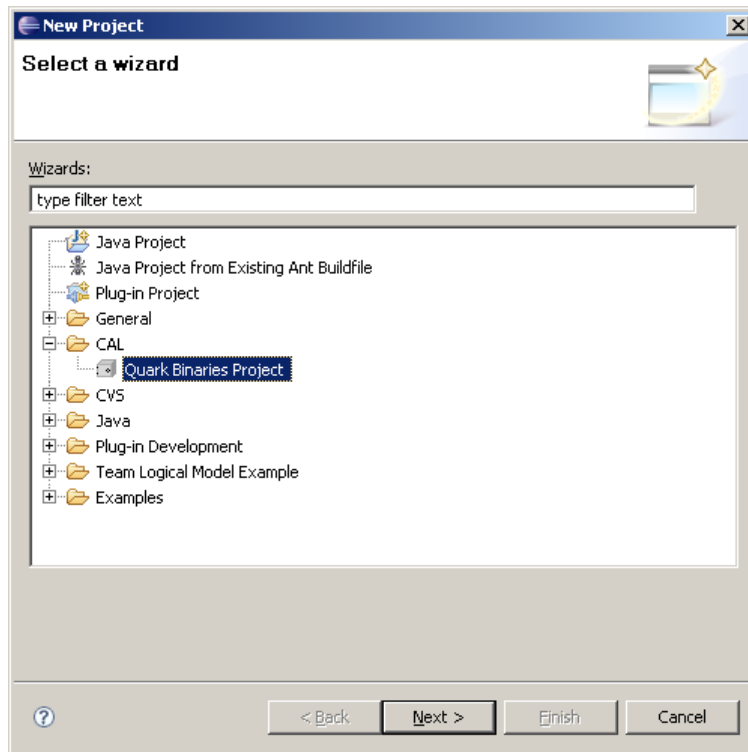 New Project
Select a wizard
Wizards:
type filter text
Java Project
Java Project from Existing Ant Buildfile
Plug-in Project
General
CAL
Quark Binaries Project
CVS
Java
Plug-in Development
Team Logical Model Example
Examples
< Back Next > Finish Cancel